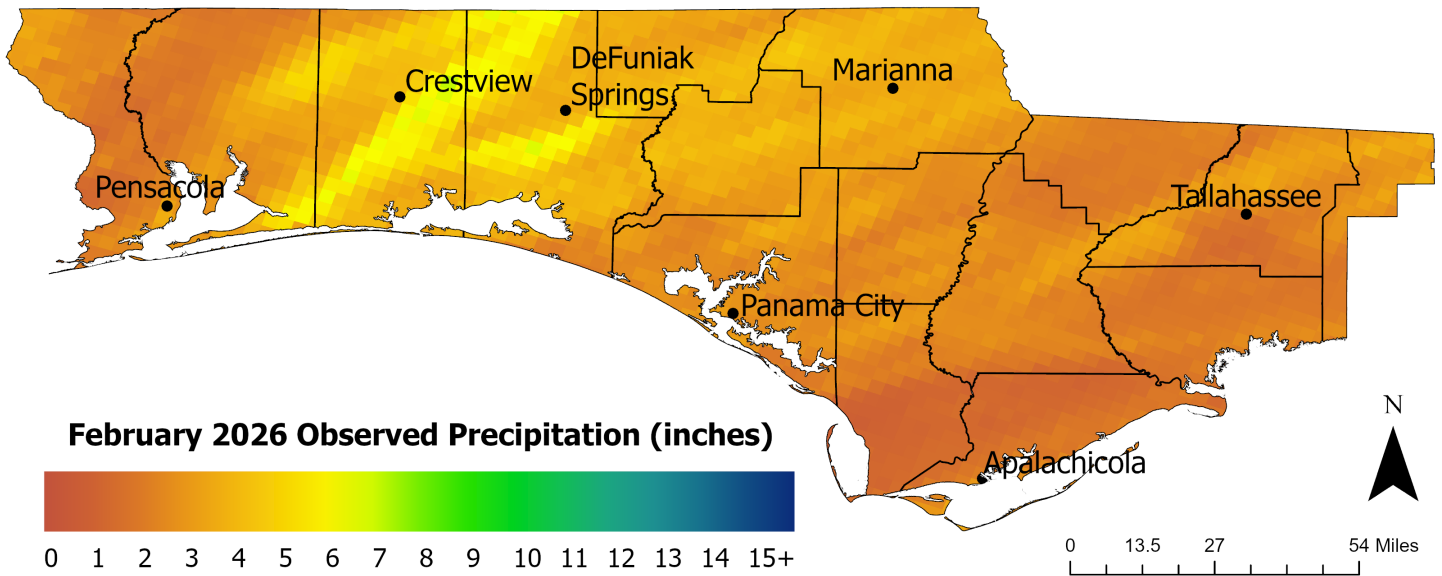 DeFuniak
Springs
Crestview
Marianna
Pensacola
Tallahassee
Panama City
Apalachicola
February 2026 Observed Precipitation (inches)
0 1 2 3 4 5 6 7 8 9 10 11 12 13 14 15+
N
0 13.5 27 54 Miles